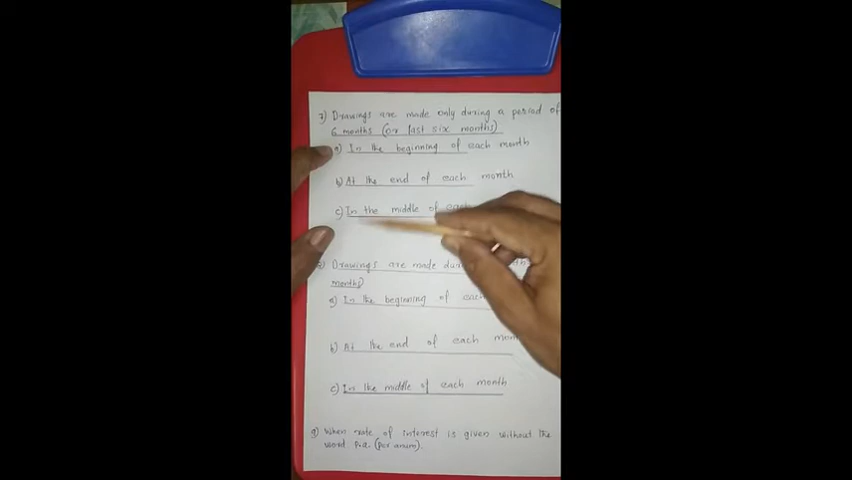 7) Drawings are made only during a period of
6 months (or last six months)
a) In the beginning of each month
b) At the end of each month
c) In the middle of each
Drawings are made
months)
a) In the beginning of each
b) At the end of each
c) In the middle of each month
9) When rate of interest is given without the
word p.a. (per annum).